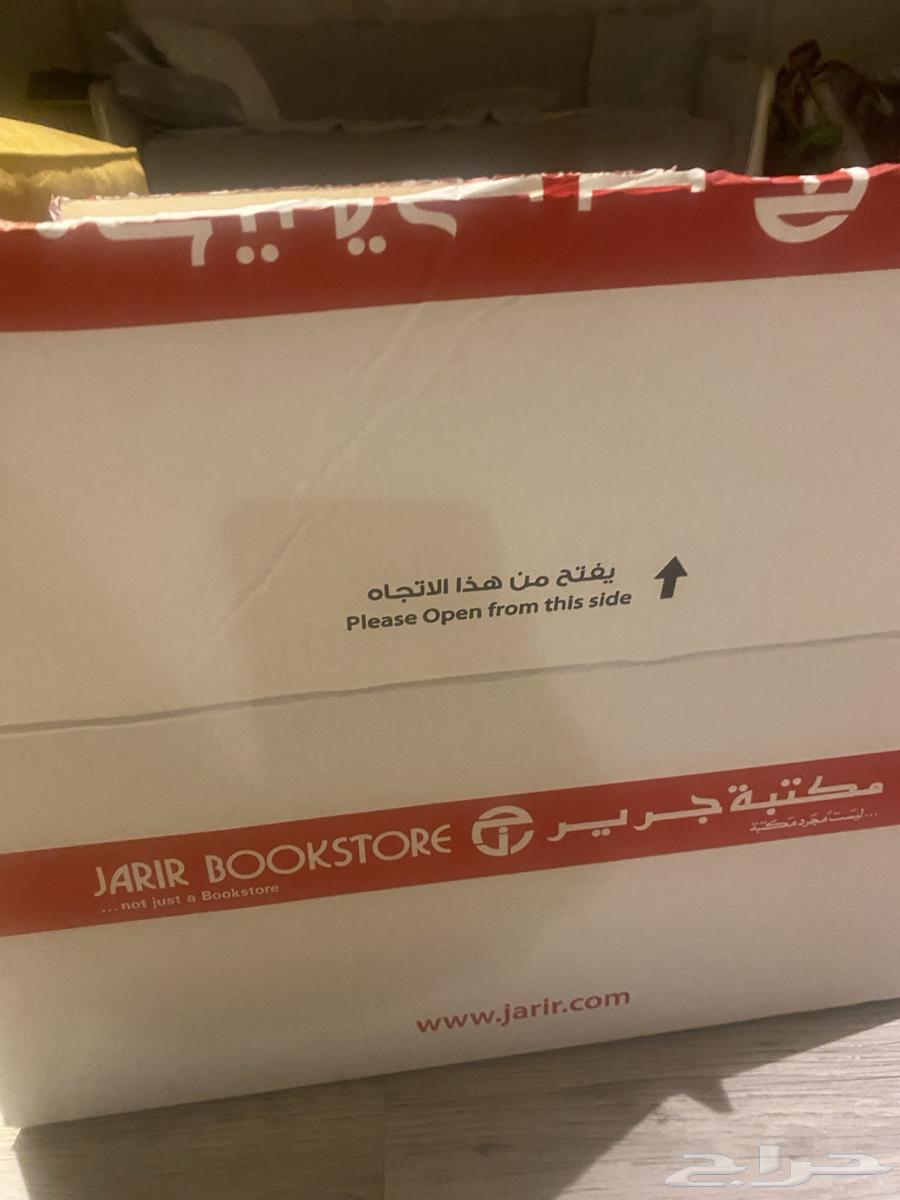 يفتح من هذا الاتجاه
Please Open from this side
مكتبة جرير
...ليست مجرد مكتبة
JARIR BOOKSTORE
...not just a Bookstore
www.jarir.com
حراج